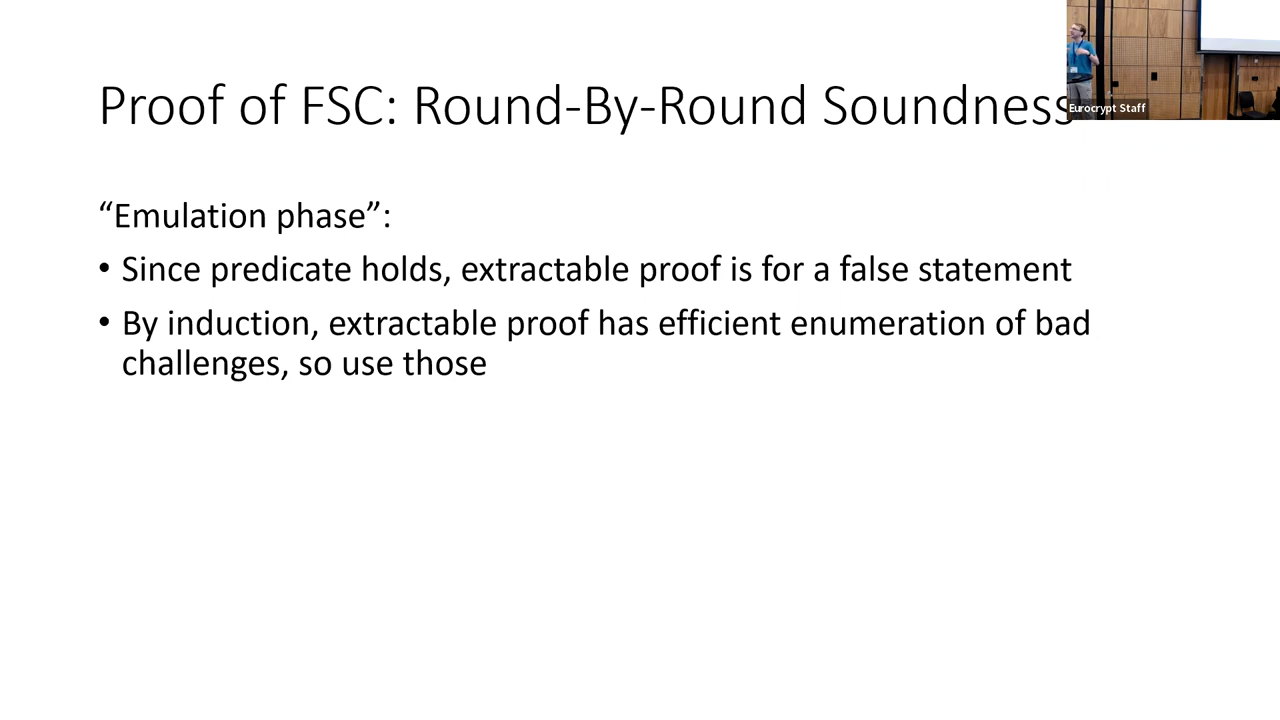 Proof of FSC: Round-By-Round Soundness
Eurocrypt Staff
“Emulation phase”:
• Since predicate holds, extractable proof is for a false statement
• By induction, extractable proof has efficient enumeration of bad
challenges, so use those